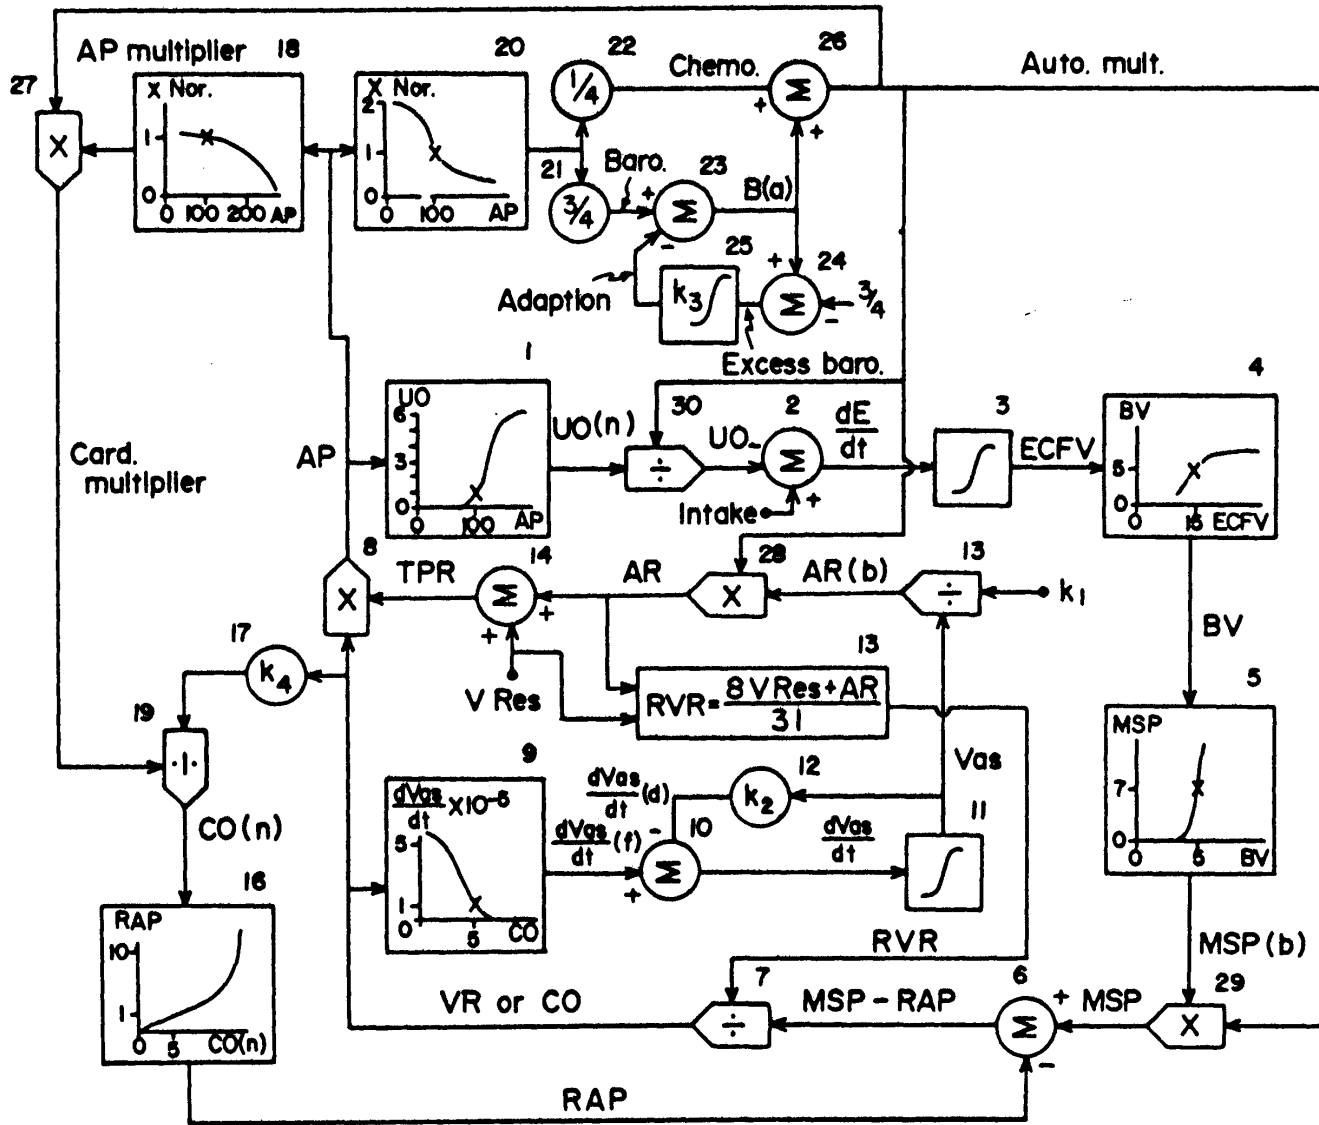 AP multiplier 18
20
22
26
27
X Nor.
1
0
0 100 200 AP
X
X Nor.
2
1
0
0 100 AP
1/4
Chemo.
M
+
+
Auto. mult.
21
Baro.
23
3/4
+
M
-
B(a)
25
24
Adaption
k3
+
M
-
3/4
Excess baro.
1
30
2
3
4
UO
6
3
1
0
0 100 AP
UO(n)
÷
UO
-
M
+
dE
dt
Intake
ECFV
BV
5
0
0 15 ECFV
Card.
multiplier
AP
8
TPR
14
AR
28
AR(b)
13
X
M
+
+
X
÷
k1
BV
17
k4
V Res
13
RVR = 8 V Res + AR
31
5
MSP
7
0
0 5 BV
19
÷
CO(n)
9
dVas
dt
X10-5
5
1
0
0 5 CO
dVas
dt
(d)
k2
12
Vas
dVas
dt
(f)
-
10
+
M
dVas
dt
11
16
RAP
10
1
0 5 CO(n)
RVR
MSP(b)
VR or CO
7
÷
MSP - RAP
6
M
+
-
MSP
29
X
RAP